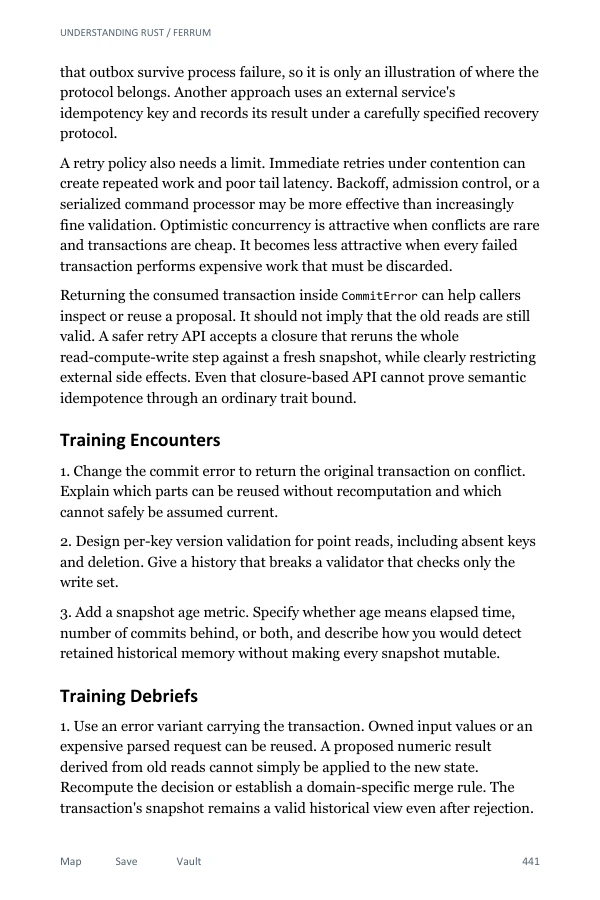 UNDERSTANDING RUST / FERRUM
that outbox survive process failure, so it is only an illustration of where the
protocol belongs. Another approach uses an external service's
idempotency key and records its result under a carefully specified recovery
protocol.
A retry policy also needs a limit. Immediate retries under contention can
create repeated work and poor tail latency. Backoff, admission control, or a
serialized command processor may be more effective than increasingly
fine validation. Optimistic concurrency is attractive when conflicts are rare
and transactions are cheap. It becomes less attractive when every failed
transaction performs expensive work that must be discarded.
Returning the consumed transaction inside CommitError can help callers
inspect or reuse a proposal. It should not imply that the old reads are still
valid. A safer retry API accepts a closure that reruns the whole
read-compute-write step against a fresh snapshot, while clearly restricting
external side effects. Even that closure-based API cannot prove semantic
idempotence through an ordinary trait bound.
Training Encounters
1. Change the commit error to return the original transaction on conflict.
Explain which parts can be reused without recomputation and which
cannot safely be assumed current.
2. Design per-key version validation for point reads, including absent keys
and deletion. Give a history that breaks a validator that checks only the
write set.
3. Add a snapshot age metric. Specify whether age means elapsed time,
number of commits behind, or both, and describe how you would detect
retained historical memory without making every snapshot mutable.
Training Debriefs
1. Use an error variant carrying the transaction. Owned input values or an
expensive parsed request can be reused. A proposed numeric result
derived from old reads cannot simply be applied to the new state.
Recompute the decision or establish a domain-specific merge rule. The
transaction's snapshot remains a valid historical view even after rejection.
Map Save Vault 441